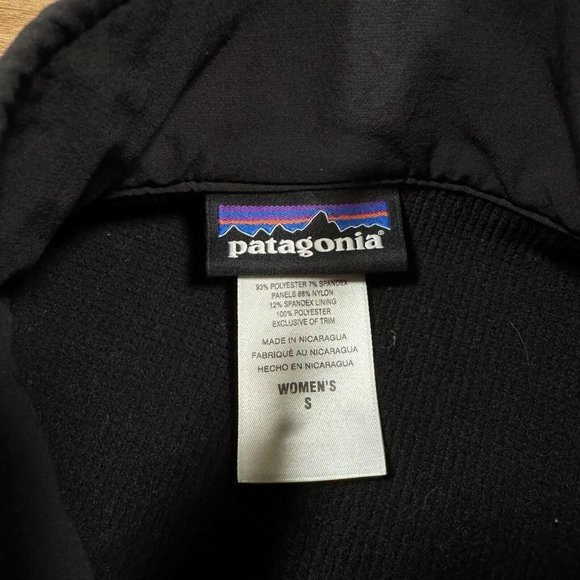 patagonia®
93% POLYESTER 7% SPANDEX
PANELS 88% NYLON
12% SPANDEX LINING
100% POLYESTER
EXCLUSIVE OF TRIM
MADE IN NICARAGUA
FABRIQUÉ AU NICARAGUA
HECHO EN NICARAGUA
WOMEN'S
S